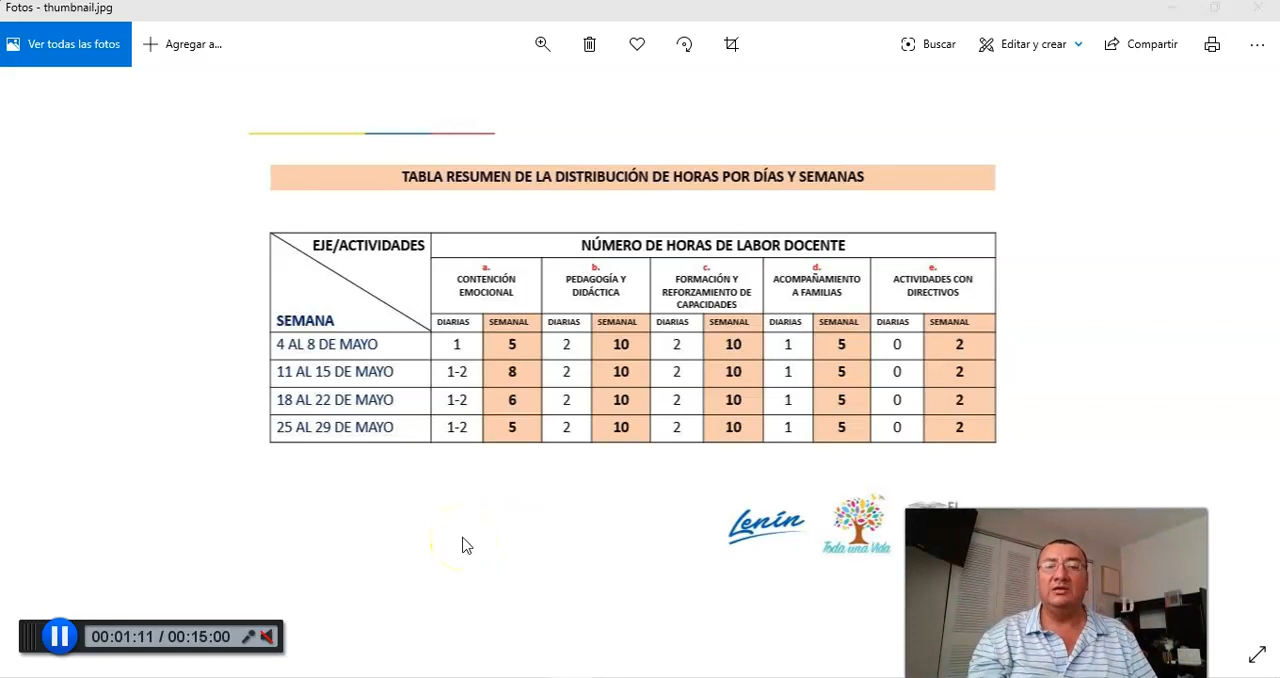 Fotos - thumbnail.jpg
Ver todas las fotos
Agregar a...
Buscar
Editar y crear
Compartir
TABLA RESUMEN DE LA DISTRIBUCIÓN DE HORAS POR DÍAS Y SEMANAS
EJE/ACTIVIDADES
SEMANA
NÚMERO DE HORAS DE LABOR DOCENTE
a. b. c. d. e.
CONTENCIÓN PEDAGOGÍA Y FORMACIÓN Y ACOMPAÑAMIENTO ACTIVIDADES CON
EMOCIONAL DIDÁCTICA REFORZAMIENTO DE A FAMILIAS DIRECTIVOS
CAPACIDADES
DIARIAS SEMANAL DIARIAS SEMANAL DIARIAS SEMANAL DIARIAS SEMANAL DIARIAS SEMANAL
4 AL 8 DE MAYO 1 5 2 10 2 10 1 5 0 2
11 AL 15 DE MAYO 1-2 8 2 10 2 10 1 5 0 2
18 AL 22 DE MAYO 1-2 6 2 10 2 10 1 5 0 2
25 AL 29 DE MAYO 1-2 5 2 10 2 10 1 5 0 2
Lenín
Toda una Vida
EL
00:01:11 / 00:15:00